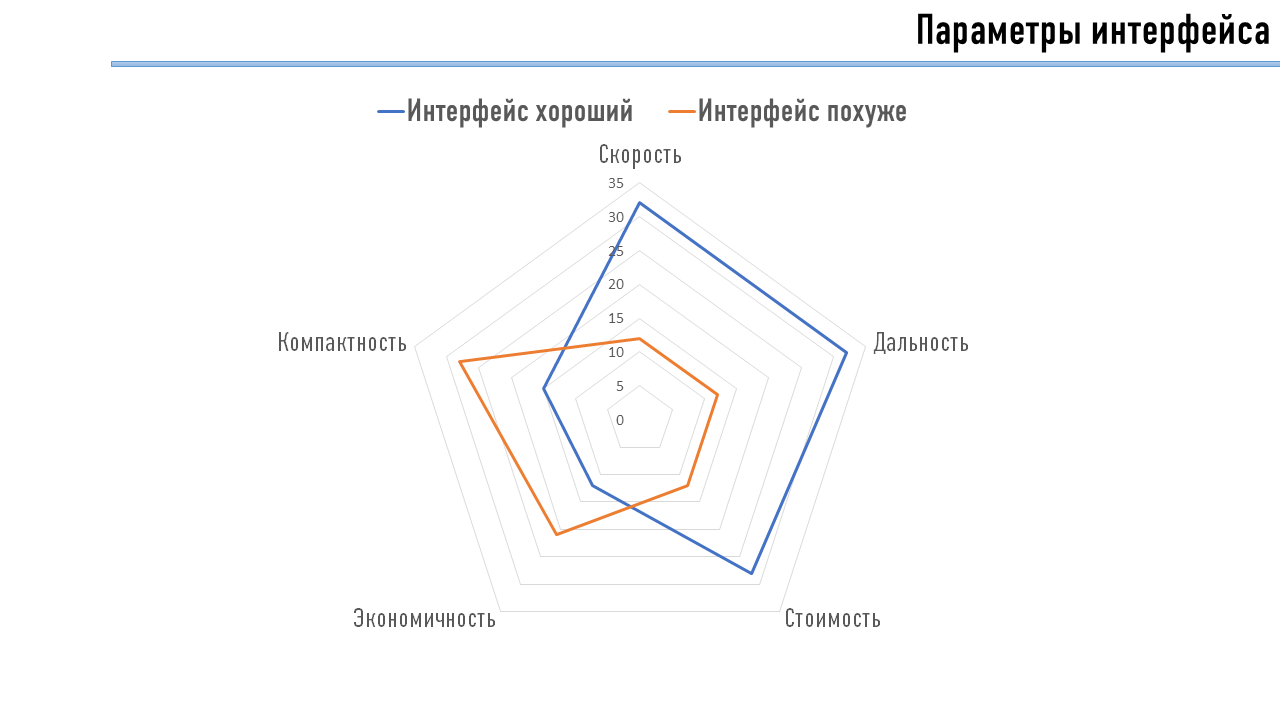 Параметры интерфейса
Интерфейс хороший Интерфейс похуже
Скорость
35
30
25
20
15
10
5
0
Компактность
Дальность
Экономичность
Стоимость